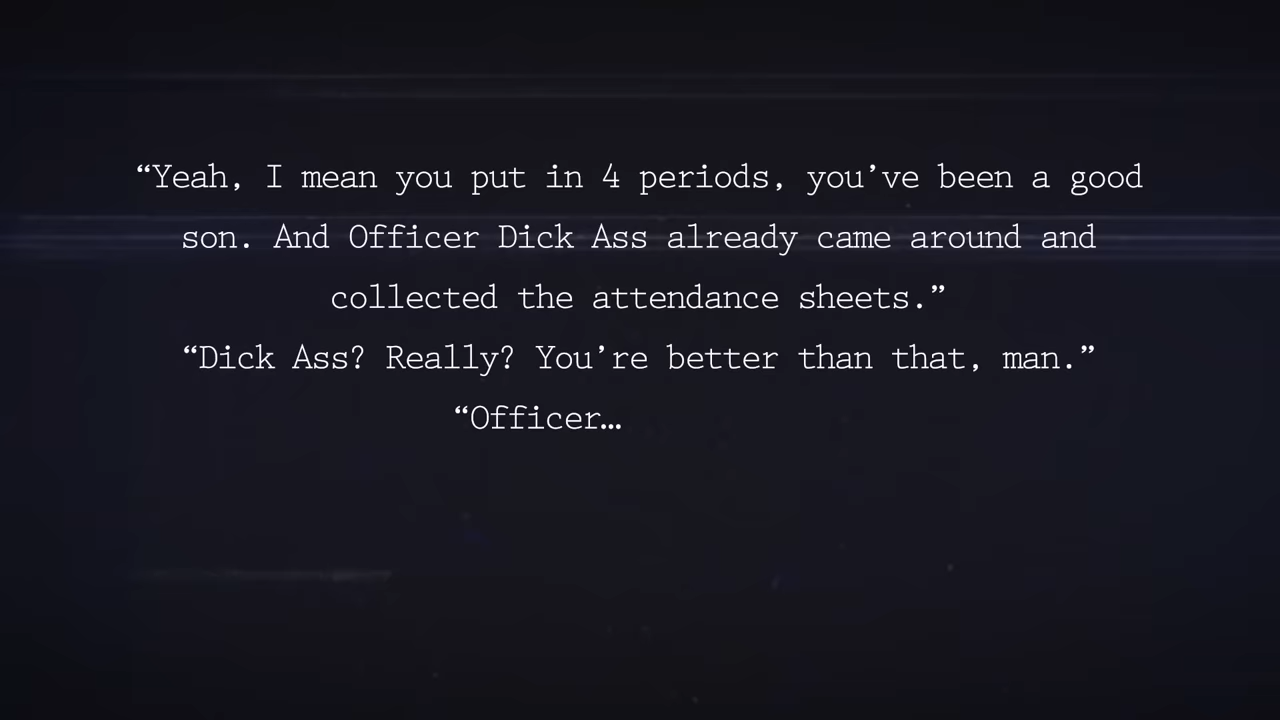 “Yeah, I mean you put in 4 periods, you’ve been a good
son. And Officer Dick Ass already came around and
collected the attendance sheets.”
“Dick Ass? Really? You’re better than that, man.”
“Officer…